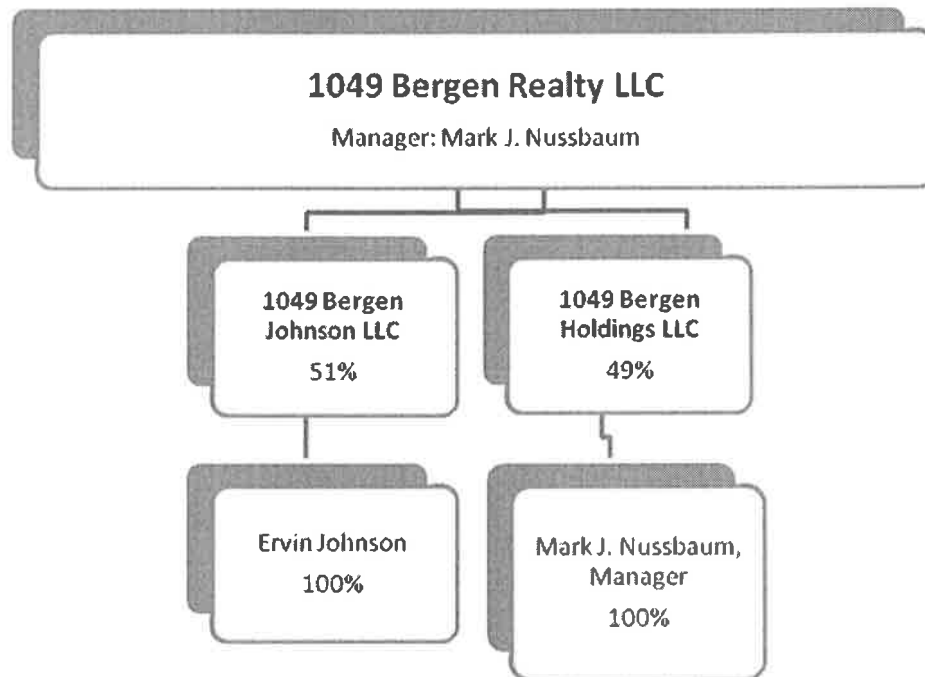 1049 Bergen Realty LLC
Manager: Mark J. Nussbaum
1049 Bergen
Johnson LLC
51%
1049 Bergen
Holdings LLC
49%
Ervin Johnson
100%
Mark J. Nussbaum,
Manager
100%